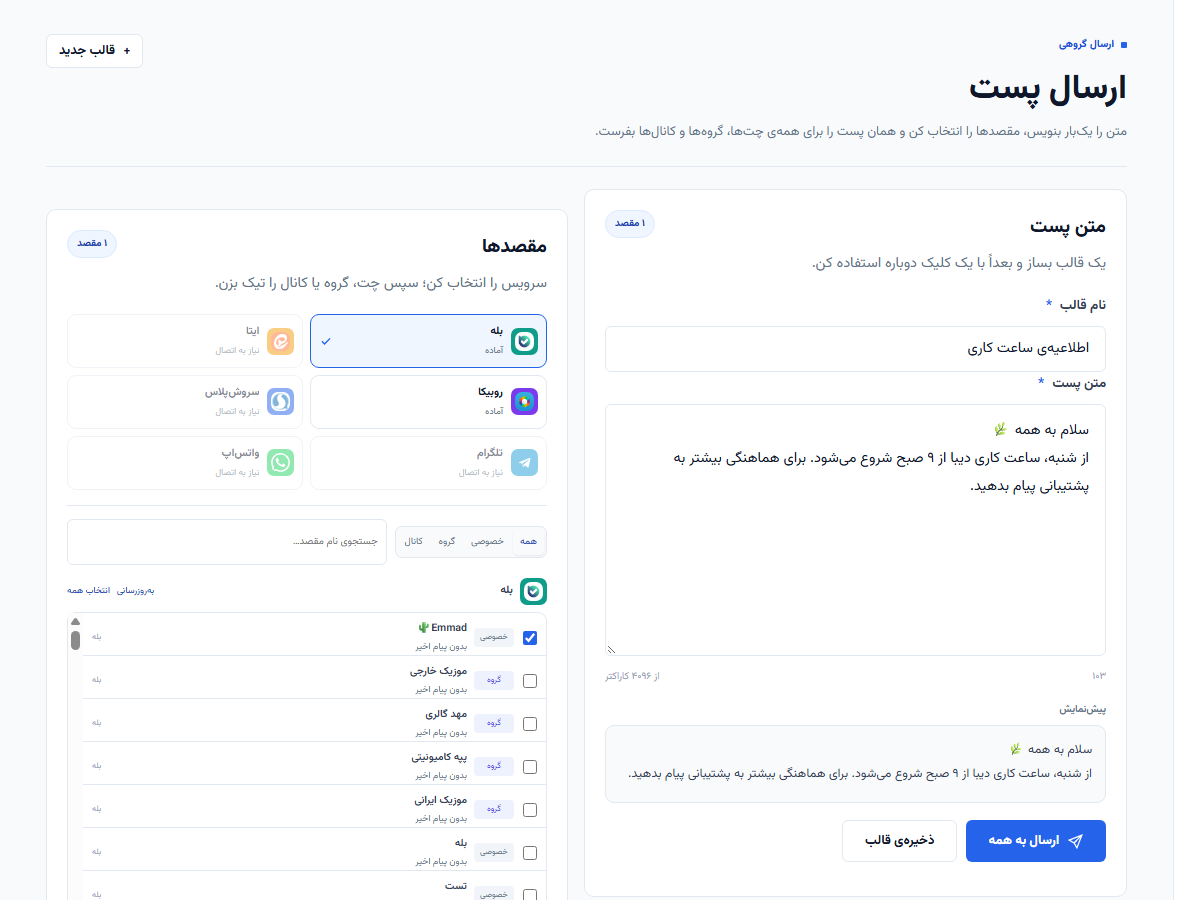 ارسال گروهی
+ قالب جدید
ارسال پست
متن را یک‌بار بنویس، مقصدها را انتخاب کن و همان پست را برای همه‌ی چت‌ها، گروه‌ها و کانال‌ها بفرست.
متن پست
۱ مقصد
یک قالب بساز و بعداً با یک کلیک دوباره استفاده کن.
نام قالب *
اطلاعیه‌ی ساعت کاری
متن پست *
سلام به همه 🌿
از شنبه، ساعت کاری دیبا از ۹ صبح شروع می‌شود. برای هماهنگی بیشتر به
پشتیبانی پیام بدهید.
۱۰۳
از ۴۰۹۶ کاراکتر
پیش‌نمایش
سلام به همه 🌿
از شنبه، ساعت کاری دیبا از ۹ صبح شروع می‌شود. برای هماهنگی بیشتر به پشتیبانی پیام بدهید.
ارسال به همه
ذخیره‌ی قالب
مقصدها
۱ مقصد
سرویس را انتخاب کن؛ سپس چت، گروه یا کانال را تیک بزن.
بله
آماده
ایتا
نیاز به اتصال
روبیکا
آماده
سروش‌پلاس
نیاز به اتصال
تلگرام
نیاز به اتصال
واتس‌اپ
نیاز به اتصال
همه خصوصی گروه کانال
جستجوی نام مقصد...
بله
به‌روزرسانی انتخاب همه
خصوصی
Emmad🌵
بدون پیام اخیر
بله
گروه
موزیک خارجی
بدون پیام اخیر
بله
گروه
مهد گالری
بدون پیام اخیر
بله
گروه
پپه کامیونیتی
بدون پیام اخیر
بله
گروه
موزیک ایرانی
بدون پیام اخیر
بله
خصوصی
بله
بدون پیام اخیر
بله
خصوصی
تست
بله